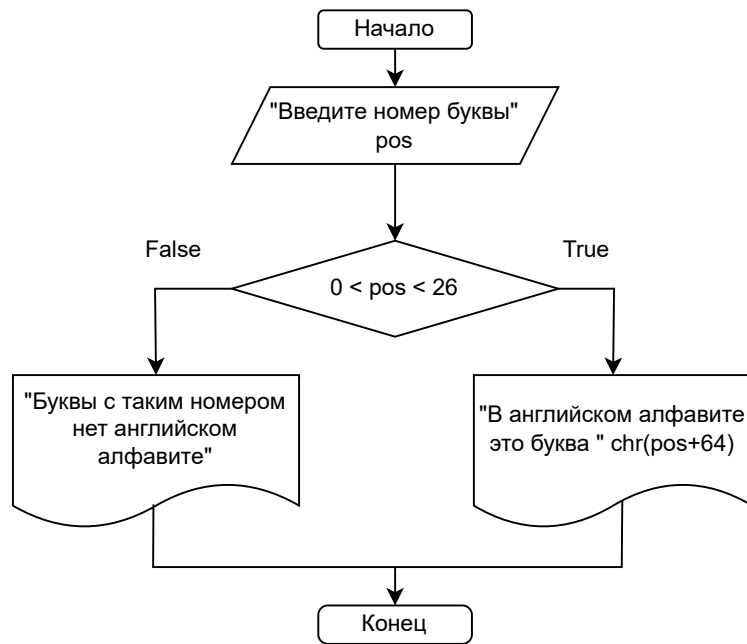 Начало
"Введите номер буквы"
pos
False
True
0 < pos < 26
"Буквы с таким номером
нет английском
алфавите"
"В английском алфавите
это буква " chr(pos+64)
Конец